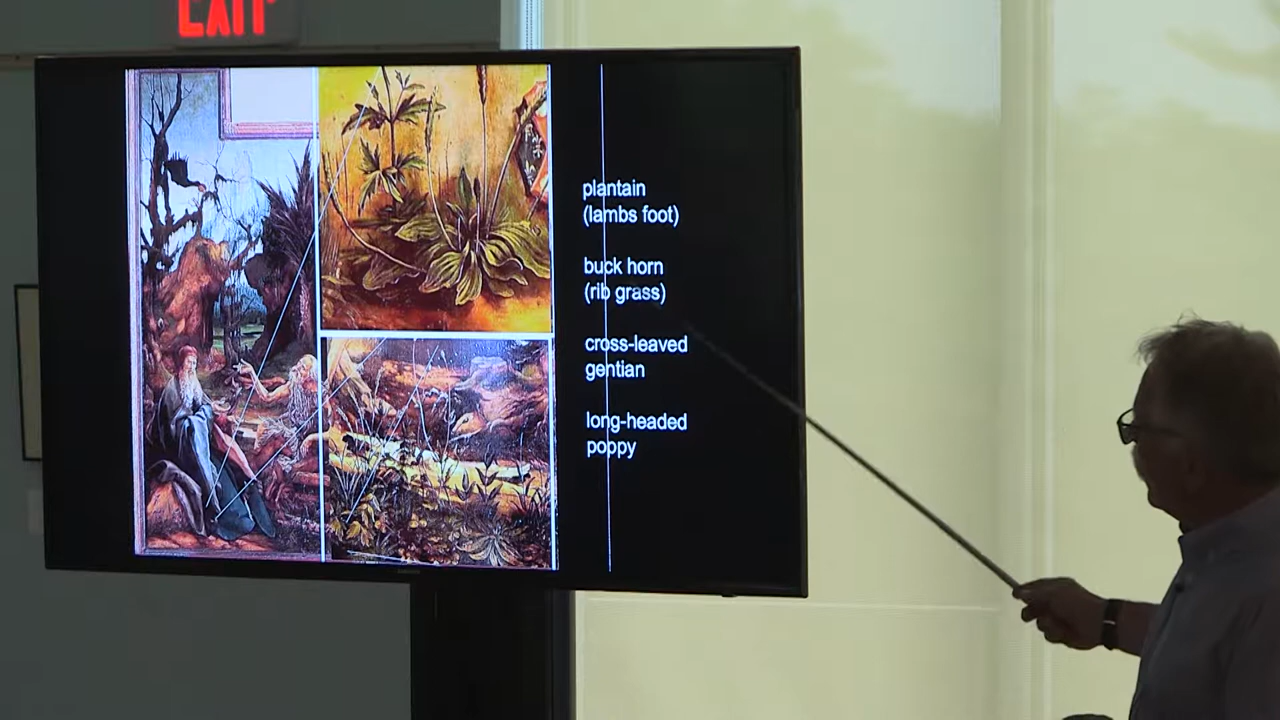 EXIT
plantain
(lambs foot)
buck horn
(rib grass)
cross-leaved
gentian
long-headed
poppy